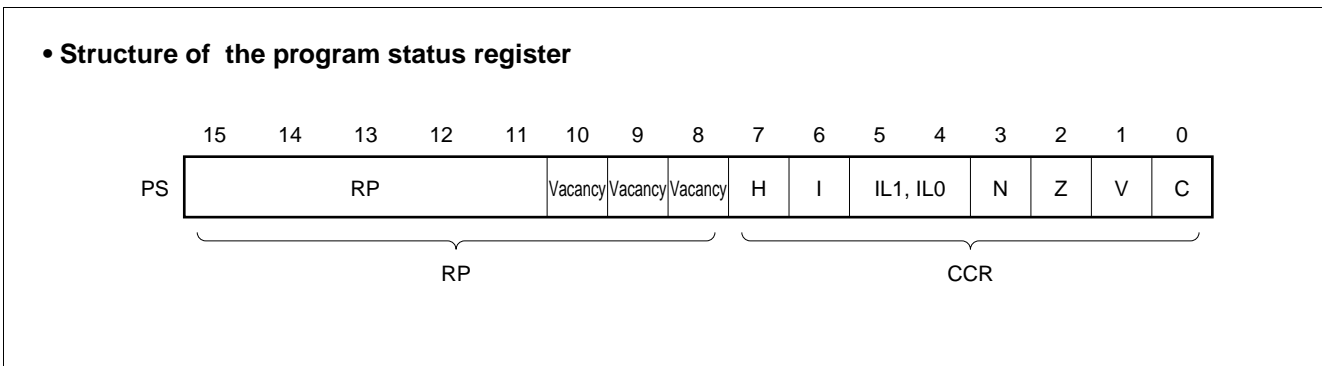 • Structure of the program status register
15 14 13 12 11 10 9 8 7 6 5 4 3 2 1 0
PS RP Vacancy Vacancy Vacancy H I IL1, IL0 N Z V C
RP CCR